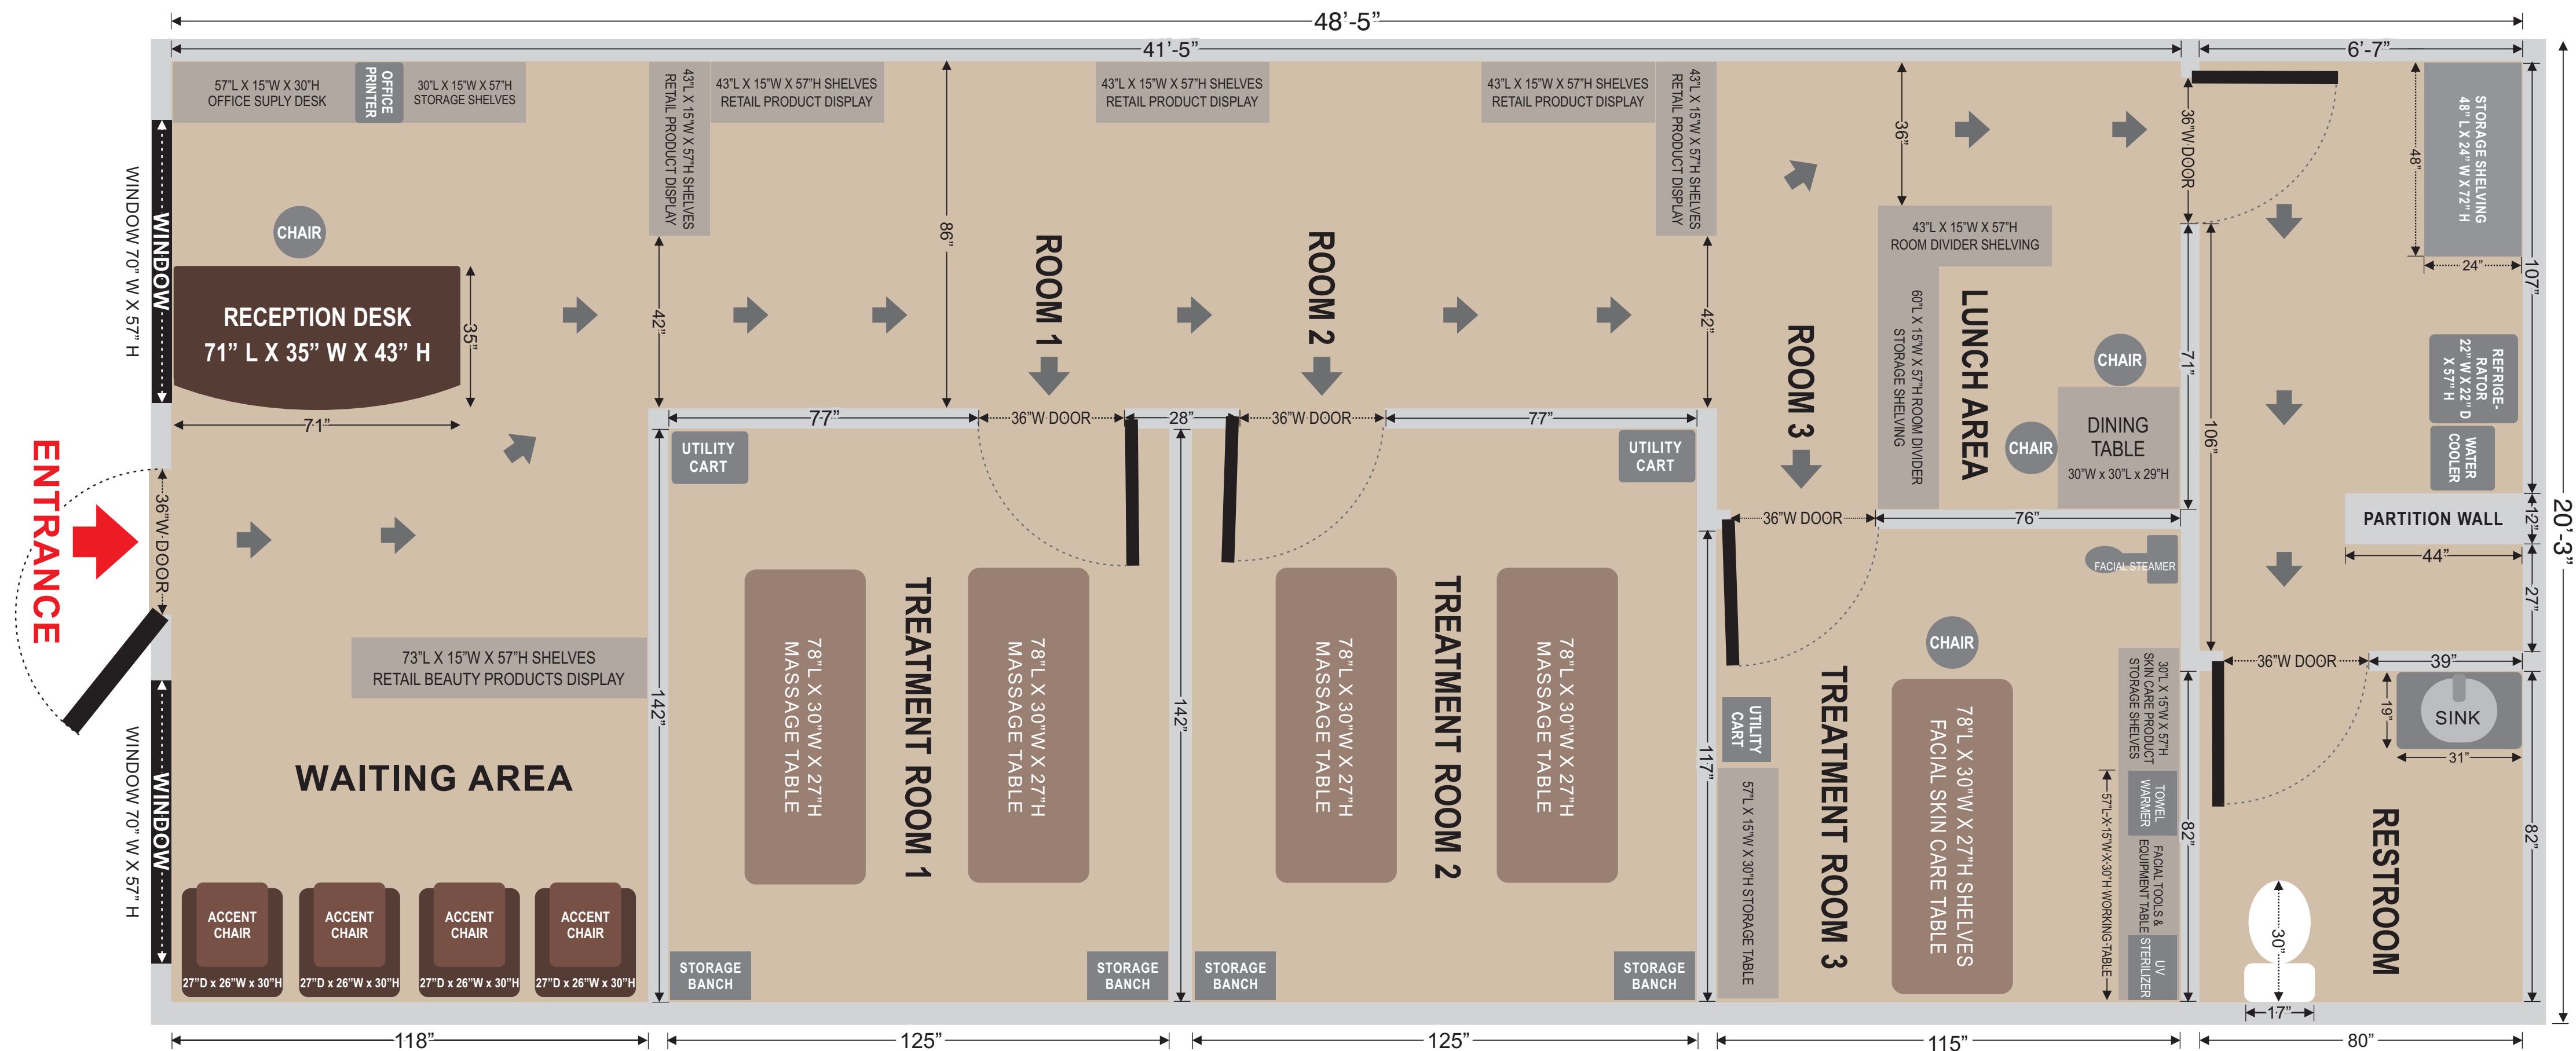 48’-5”
41’-5”
6’-7”
57”L X 15”W X 30”H
OFFICE SUPLY DESK
OFFICE
PRINTER
30”L X 15”W X 57”H
STORAGE SHELVES
43”L X 15”W X 57”H SHELVES
RETAIL PRODUCT DISPLAY
43”L X 15”W X 57”H SHELVES
RETAIL PRODUCT DISPLAY
43”L X 15”W X 57”H SHELVES
RETAIL PRODUCT DISPLAY
43”L X 15”W X 57”H SHELVES
RETAIL PRODUCT DISPLAY
43”L X 15”W X 57”H SHELVES
RETAIL PRODUCT DISPLAY
36”
36”W DOOR
48”
STORAGE SHELVING
48” L X 24” W X 72” H
24”
107”
WINDOW 70” W X 57” H
WINDOW
CHAIR
RECEPTION DESK
71” L X 35” W X 43” H
35”
71”
42”
86”
ROOM 1
ROOM 2
42”
ROOM 3
43”L X 15”W X 57”H
ROOM DIVIDER SHELVING
60”L X 15”W X 57”H ROOM DIVIDER
STORAGE SHELVING
LUNCH AREA
CHAIR
CHAIR
DINING
TABLE
30”W x 30”L x 29”H
71”
106”
REFRIGE-
RATOR
22” W X 22” D
X 57” H
WATER
COOLER
PARTITION WALL
12”
44”
27”
20’-3”
ENTRANCE
36”W DOOR
77”
36”W DOOR
28”
36”W DOOR
77”
36”W DOOR
76”
UTILITY
CART
UTILITY
CART
FACIAL STEAMER
CHAIR
73”L X 15”W X 57”H SHELVES
RETAIL BEAUTY PRODUCTS DISPLAY
WAITING AREA
WINDOW 70” W X 57” H
WINDOW
142”
78”L X 30”W X 27”H
MASSAGE TABLE
TREATMENT ROOM 1
78”L X 30”W X 27”H
MASSAGE TABLE
142”
78”L X 30”W X 27”H
MASSAGE TABLE
TREATMENT ROOM 2
78”L X 30”W X 27”H
MASSAGE TABLE
117”
UTILITY
CART
57”L X 15”W X 30”H STORAGE TABLE
TREATMENT ROOM 3
78”L X 30”W X 27”H SHELVES
FACIAL SKIN CARE TABLE
30”L X 15”W X 57”H
SKIN CARE PRODUCT
STORAGE SHELVES
57”L X 15”W X 30”H WORKING TABLE
TOWEL
WARMER
FACIAL TOOLS &
EQUIPMENT TABLE
UV
STERILIZER
82”
36”W DOOR
39”
19”
SINK
31”
RESTROOM
82”
30”
17”
ACCENT
CHAIR
27”D x 26”W x 30”H
ACCENT
CHAIR
27”D x 26”W x 30”H
ACCENT
CHAIR
27”D x 26”W x 30”H
ACCENT
CHAIR
27”D x 26”W x 30”H
STORAGE
BANCH
STORAGE
BANCH
STORAGE
BANCH
STORAGE
BANCH
118”
125”
125”
115”
80”